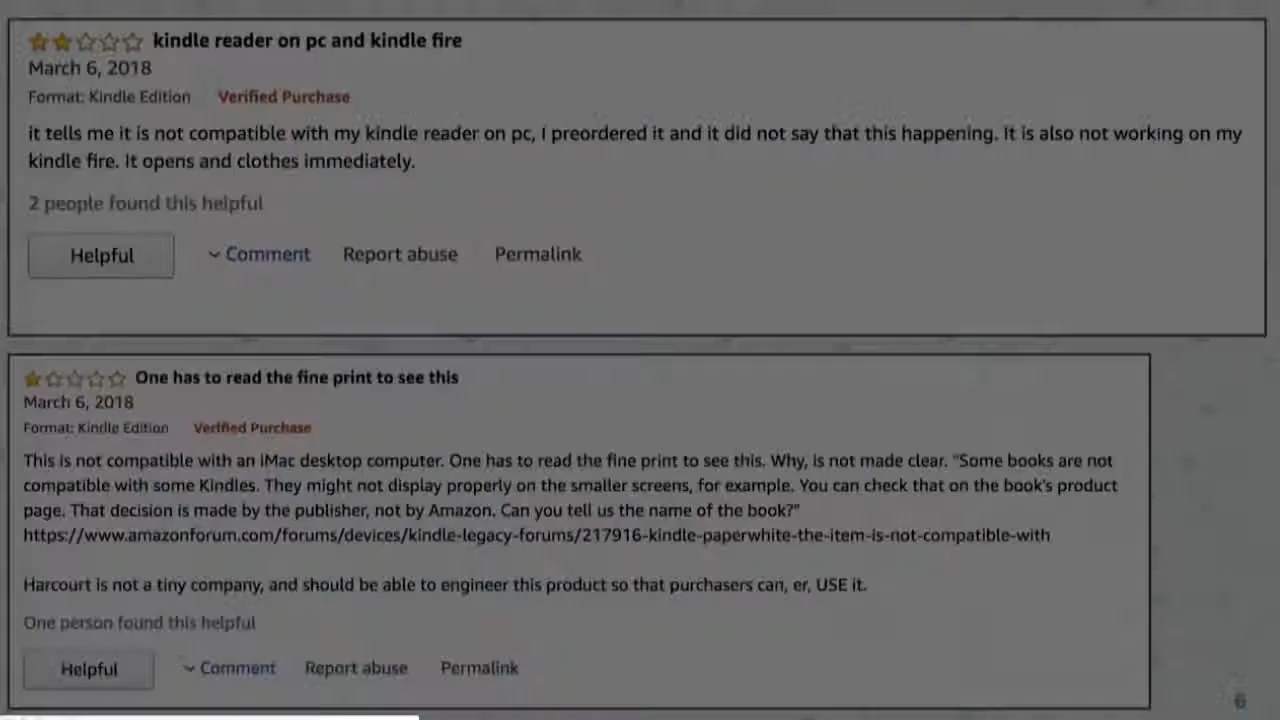 kindle reader on pc and kindle fire
March 6, 2018
Format: Kindle Edition Verified Purchase
it tells me it is not compatible with my kindle reader on pc, I preordered it and it did not say that this happening. It is also not working on my
kindle fire. It opens and clothes immediately.
2 people found this helpful
Helpful Comment Report abuse Permalink
One has to read the fine print to see this
March 6, 2018
Format: Kindle Edition Verified Purchase
This is not compatible with an iMac desktop computer. One has to read the fine print to see this. Why, is not made clear. "Some books are not
compatible with some Kindles. They might not display properly on the smaller screens, for example. You can check that on the book's product
page. That decision is made by the publisher, not by Amazon. Can you tell us the name of the book?"
https://www.amazonforum.com/forums/devices/kindle-legacy-forums/217916-kindle-paperwhite-the-item-is-not-compatible-with
Harcourt is not a tiny company, and should be able to engineer this product so that purchasers can, er, USE it.
One person found this helpful
Helpful Comment Report abuse Permalink
6